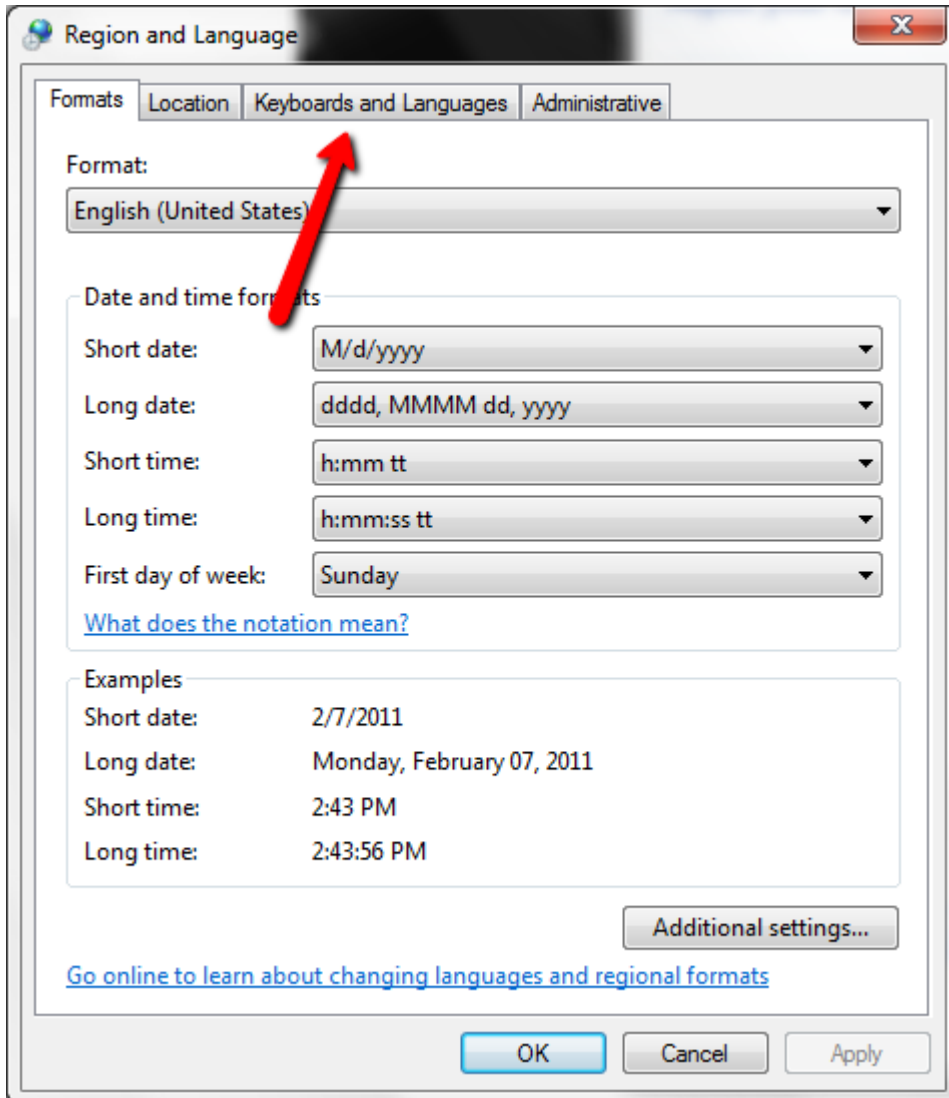 Region and Language
Formats Location Keyboards and Languages Administrative
Format:
English (United States)
Date and time formats
Short date: M/d/yyyy
Long date: dddd, MMMM dd, yyyy
Short time: h:mm tt
Long time: h:mm:ss tt
First day of week: Sunday
What does the notation mean?
Examples
Short date: 2/7/2011
Long date: Monday, February 07, 2011
Short time: 2:43 PM
Long time: 2:43:56 PM
Additional settings...
Go online to learn about changing languages and regional formats
OK Cancel Apply